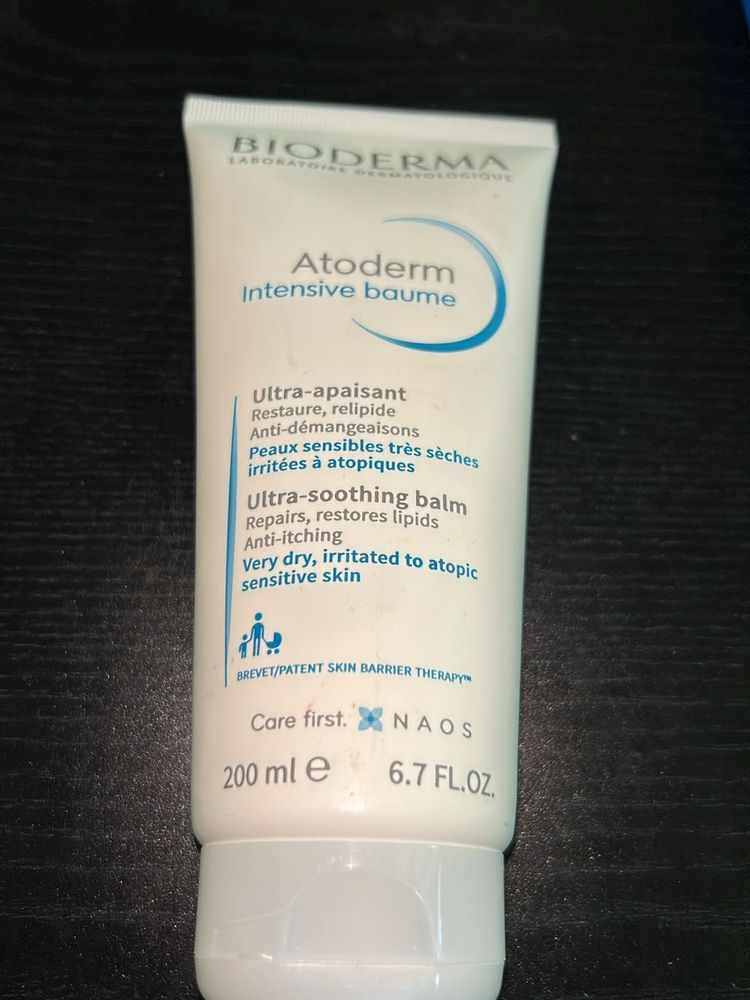 BIODERMA
LABORATOIRE DERMATOLOGIQUE
Atoderm
Intensive baume
Ultra-apaisant
Restaure, relipide
Anti-démangeaisons
Peaux sensibles très sèches
irritées à atopiques
Ultra-soothing balm
Repairs, restores lipids
Anti-itching
Very dry, irritated to atopic
sensitive skin
BREVET/PATENT SKIN BARRIER THERAPY™
Care first. NAOS
200 ml e 6.7 FL.OZ.